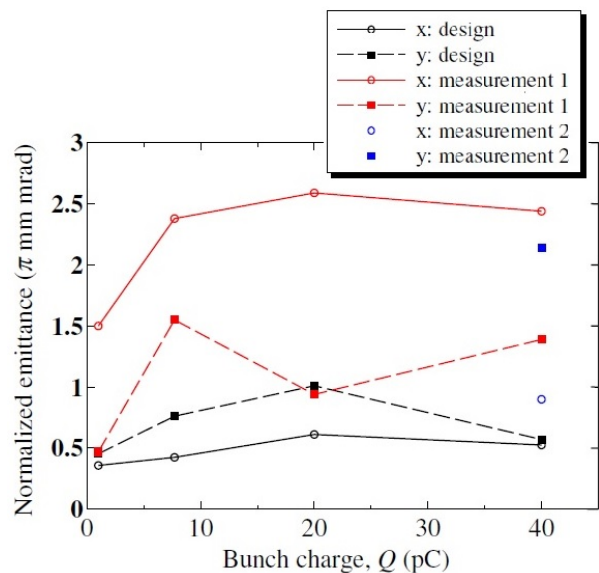 x: design
y: design
x: measurement 1
y: measurement 1
x: measurement 2
y: measurement 2
3
2.5
2
1.5
1
0.5
0
0 10 20 30 40
Normalized emittance (π mm mrad)
Bunch charge, Q (pC)